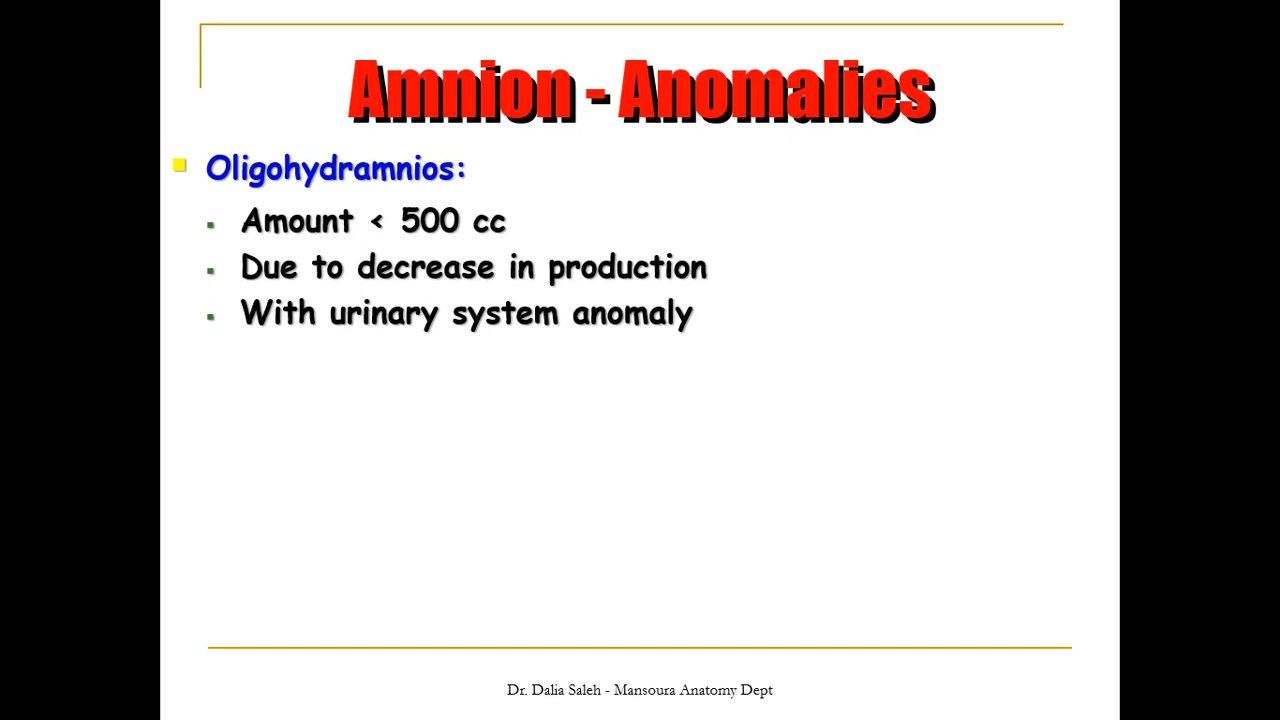 Amnion - Anomalies
Oligohydramnios:
Amount < 500 cc
Due to decrease in production
With urinary system anomaly
Dr. Dalia Saleh - Mansoura Anatomy Dept